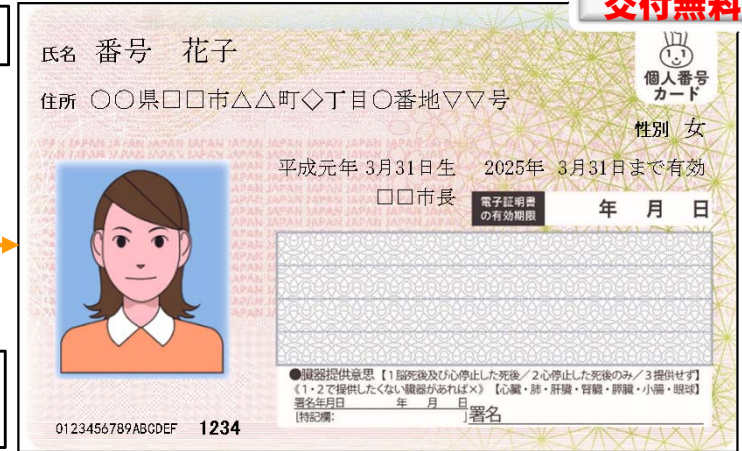 交付無料
氏名 番号 花子
個人番号
カード
住所 〇〇県□□市△△町◇丁目〇番地▽▽号
性別 女
平成元年 3月31日生 2025年 3月31日まで有効
□□市長
電子証明書
の有効期限
年 月 日
●臓器提供意思【1脳死後及び心停止した死後／2心停止した死後のみ／3提供せず】
《1・2で提供したくない臓器があれば×》【心臓・肺・肝臓・腎臓・膵臓・小腸・眼球】
署名年月日 年 月 日
[特記欄: ]署名
0123456789ABCDEF 1234